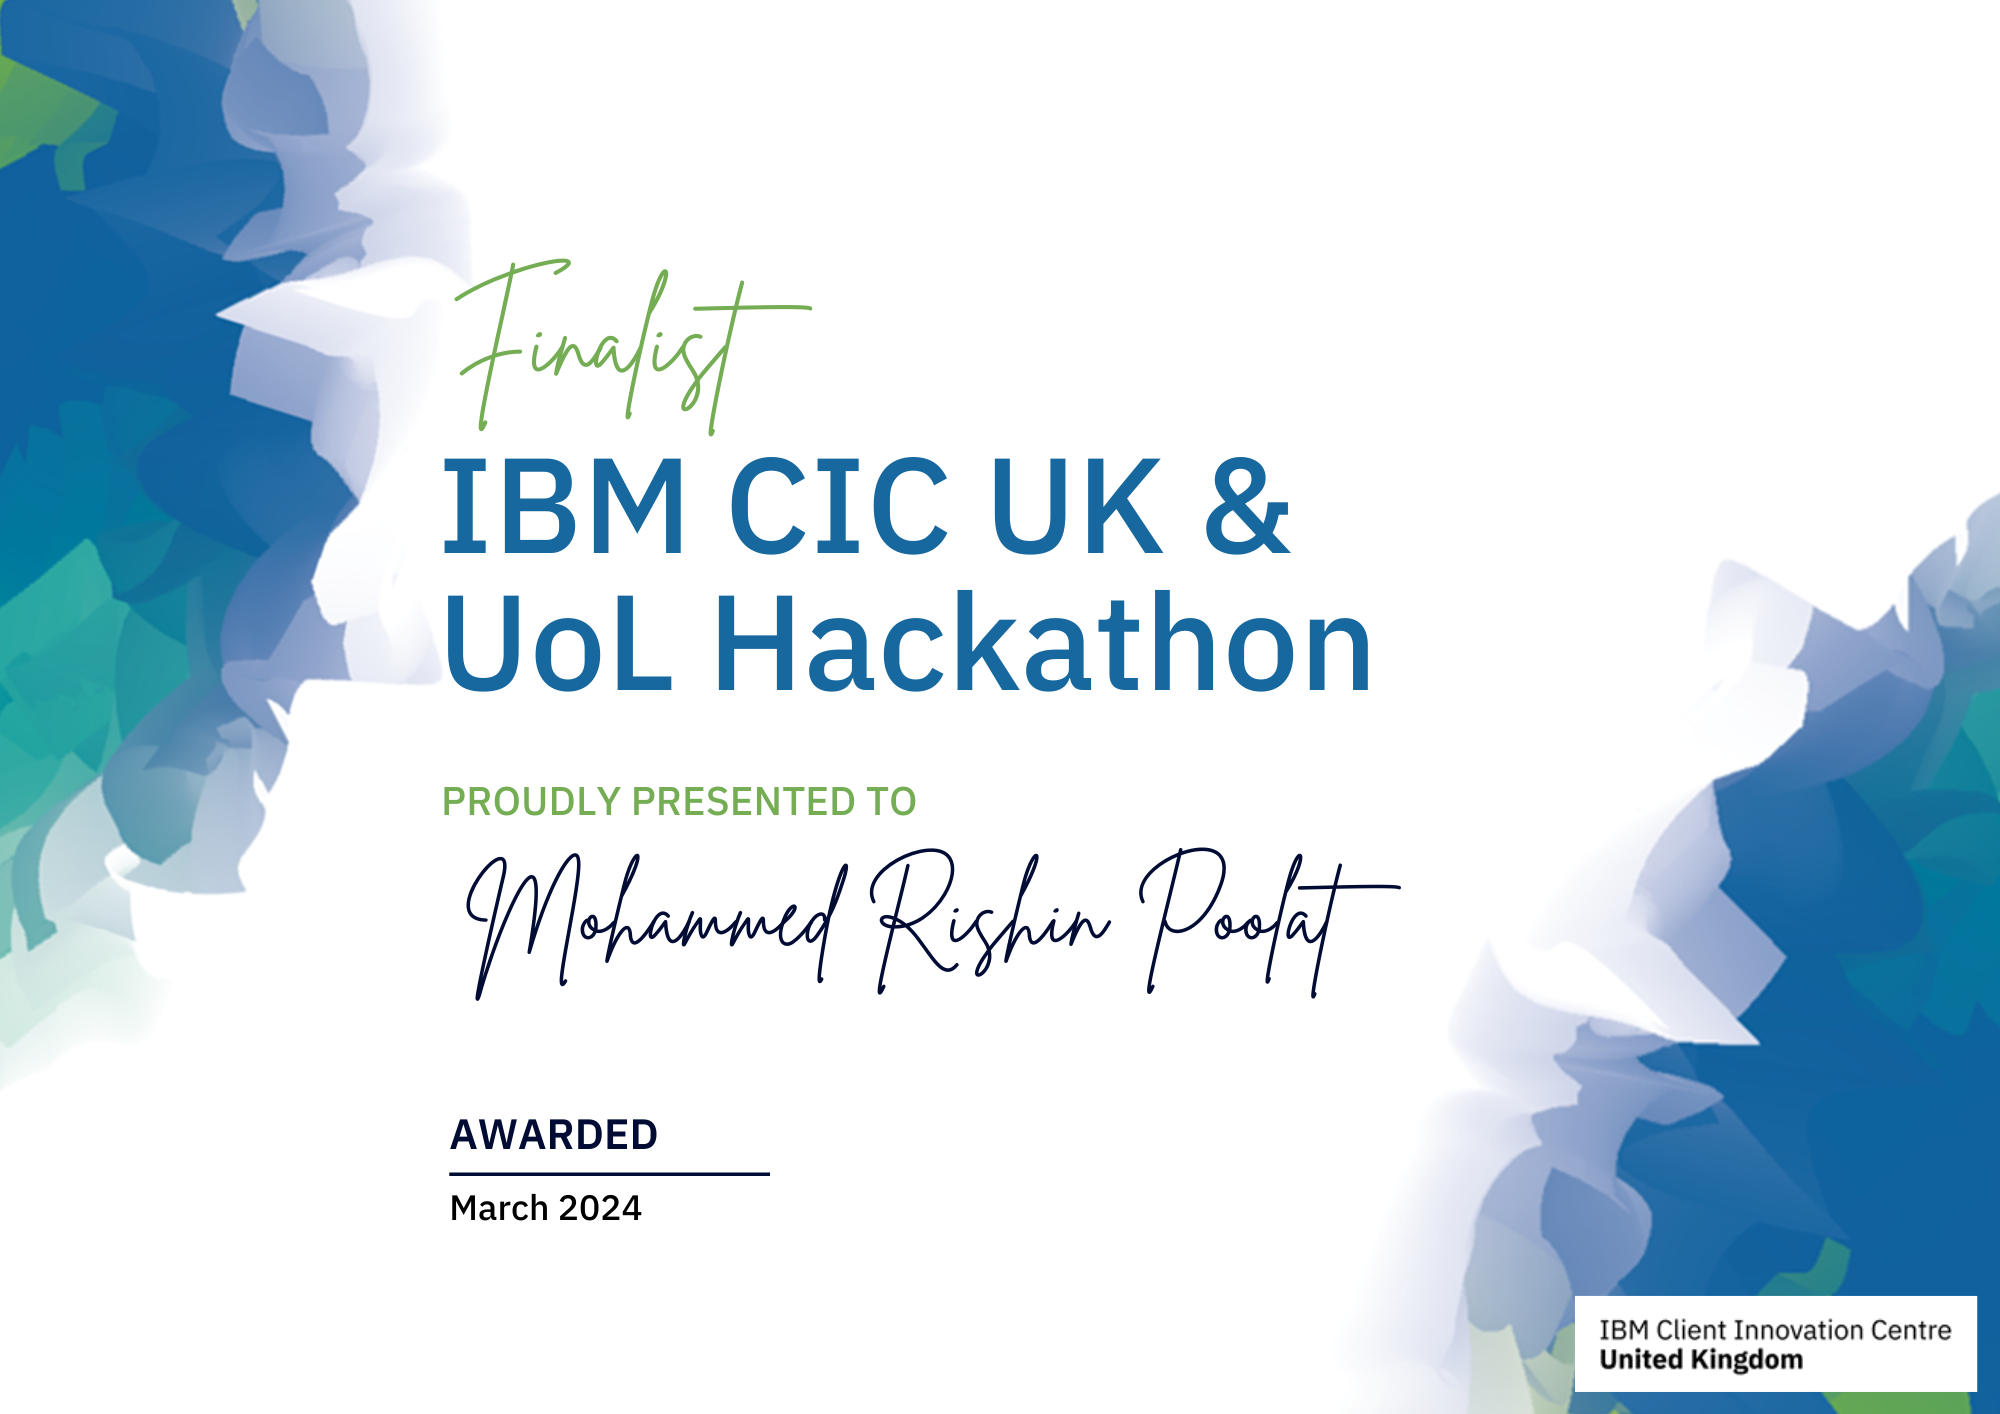 Finalist
IBM CIC UK &
UoL Hackathon
PROUDLY PRESENTED TO
Mohammed Rishin Poolat
AWARDED
March 2024
IBM Client Innovation Centre
United Kingdom